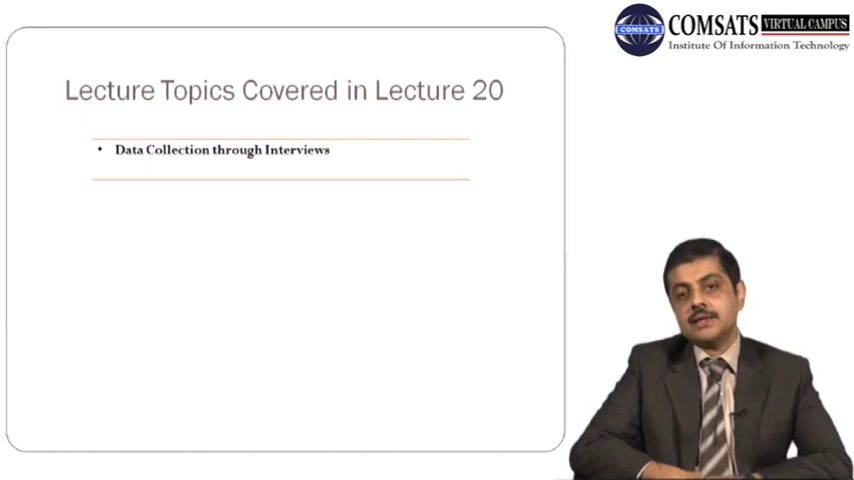 COMSATS VIRTUAL CAMPUS
COMSATS
Institute Of Information Technology
Lecture Topics Covered in Lecture 20
• Data Collection through Interviews